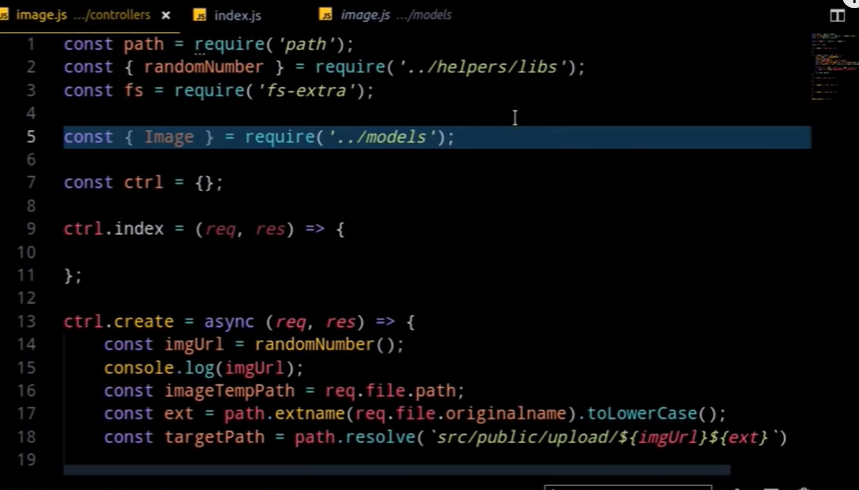 image.js .../controllers × index.js image.js .../models
1 const path = require('path');
2 const { randomNumber } = require('../helpers/libs');
3 const fs = require('fs-extra');
4
5 const { Image } = require('../models');
6
7 const ctrl = {};
8
9 ctrl.index = (req, res) => {
10
11 };
12
13 ctrl.create = async (req, res) => {
14 const imgUrl = randomNumber();
15 console.log(imgUrl);
16 const imageTempPath = req.file.path;
17 const ext = path.extname(req.file.originalname).toLowerCase();
18 const targetPath = path.resolve(`src/public/upload/${imgUrl}${ext}`)
19